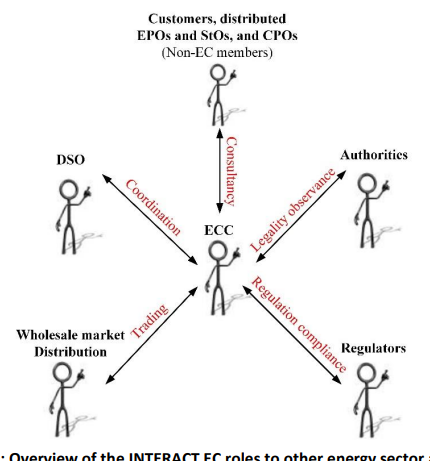 Customers, distributed
EPOs and StOs, and CPOs
(Non-EC members)
DSO
Authorities
Consultancy
Coordination
Legality observance
ECC
Trading
Regulation compliance
Wholesale market
Distribution
Regulators
: Overview of the INTERACT EC roles to other energy sector